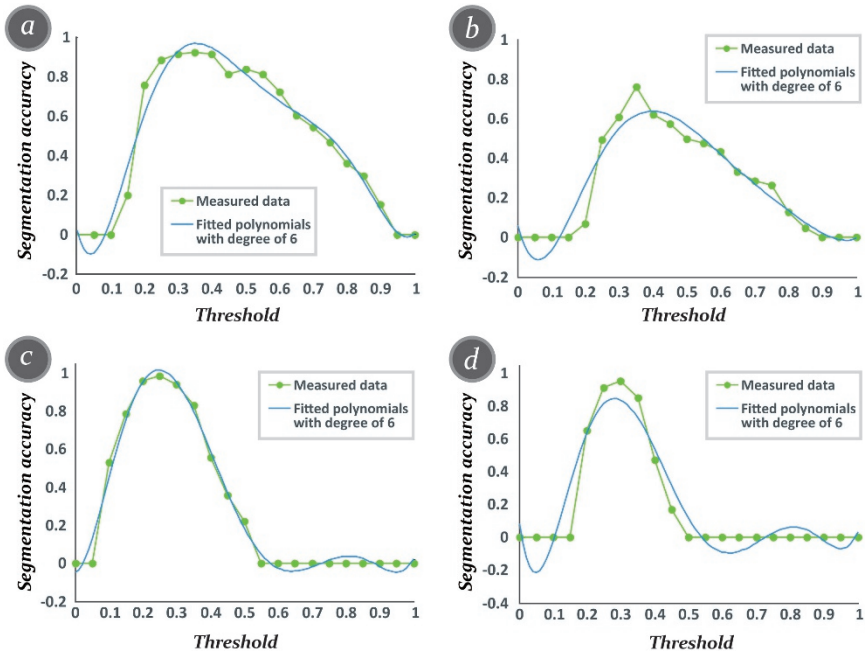 a
Segmentation accuracy
1
0.8
0.6
0.4
0.2
0
-0.2
0 0.1 0.2 0.3 0.4 0.5 0.6 0.7 0.8 0.9 1
Threshold
Measured data
Fitted polynomials
with degree of 6
b
Segmentation accuracy
1
0.8
0.6
0.4
0.2
0
-0.2
0 0.1 0.2 0.3 0.4 0.5 0.6 0.7 0.8 0.9 1
Threshold
Measured data
Fitted polynomials
with degree of 6
c
Segmentation accuracy
1
0.8
0.6
0.4
0.2
0
-0.2
0 0.1 0.2 0.3 0.4 0.5 0.6 0.7 0.8 0.9 1
Threshold
Measured data
Fitted polynomials
with degree of 6
d
Segmentation accuracy
1
0.8
0.6
0.4
0.2
0
-0.2
-0.4
0 0.1 0.2 0.3 0.4 0.5 0.6 0.7 0.8 0.9 1
Threshold
Measured data
Fitted polynomials
with degree of 6